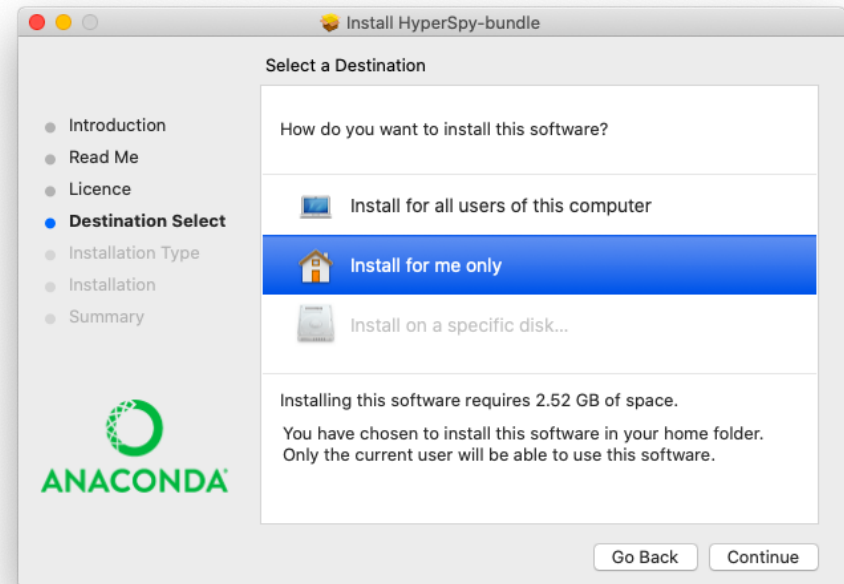 Install HyperSpy-bundle
Select a Destination
Introduction
Read Me
Licence
Destination Select
Installation Type
Installation
Summary
ANACONDA
How do you want to install this software?
Install for all users of this computer
Install for me only
Install on a specific disk...
Installing this software requires 2.52 GB of space.
You have chosen to install this software in your home folder.
Only the current user will be able to use this software.
Go Back
Continue